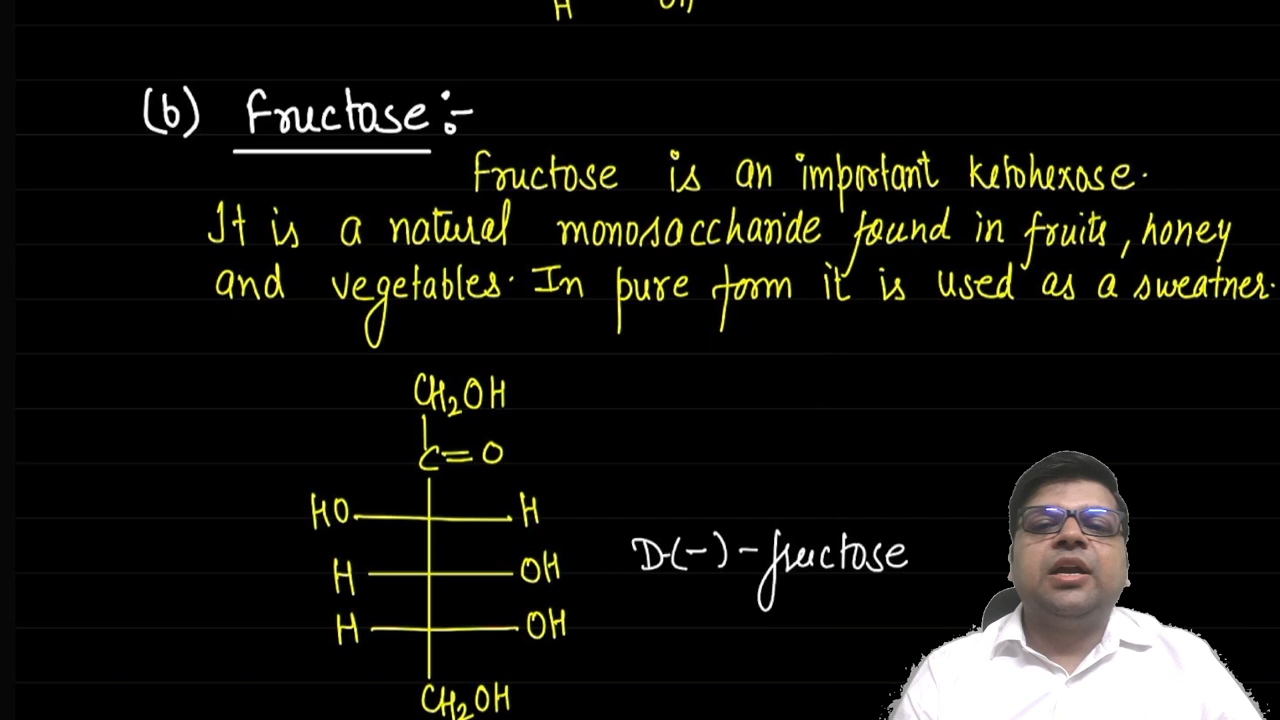 H OH
(b) Fructose :-
Fructose is an important ketohexose.
It is a natural monosaccharide found in fruits, honey
and vegetables. In pure form it is used as a sweatner.
CH2OH
C=O
HO H
H OH
D-(-)-fructose
H OH
CH2OH